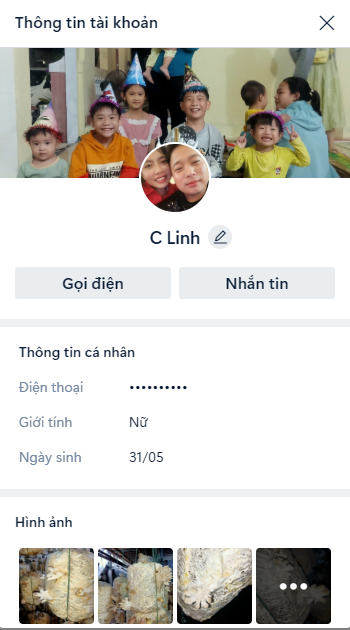 Thông tin tài khoản
C Linh
Gọi điện
Nhắn tin
Thông tin cá nhân
Điện thoại ••••••••••
Giới tính Nữ
Ngày sinh 31/05
Hình ảnh